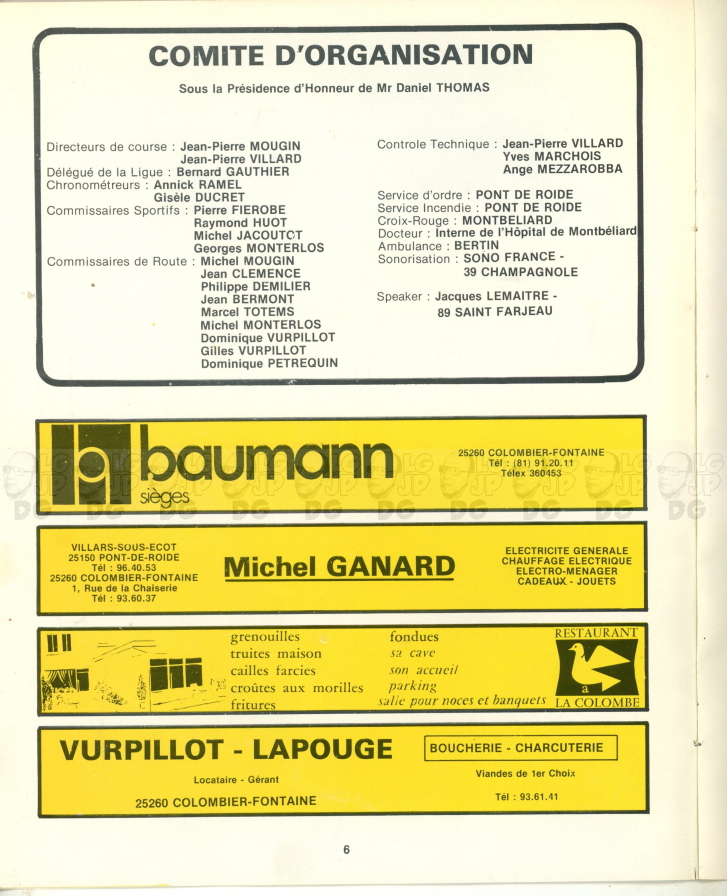 COMITE D'ORGANISATION
Sous la Présidence d'Honneur de Mr Daniel THOMAS
Directeurs de course : Jean-Pierre MOUGIN
Jean-Pierre VILLARD
Délégué de la Ligue : Bernard GAUTHIER
Chronométreurs : Annick RAMEL
Gisèle DUCRET
Commissaires Sportifs : Pierre FIEROBE
Raymond HUOT
Michel JACOUTCT
Georges MONTERLOS
Commissaires de Route : Michel MOUGIN
Jean CLEMENCE
Philippe DEMILIER
Jean BERMONT
Marcel TOTEMS
Michel MONTERLOS
Dominique VURPILLOT
Gilles VURPILLOT
Dominique PETREQUIN
Controle Technique : Jean-Pierre VILLARD
Yves MARCHOIS
Ange MEZZAROBBA
Service d'ordre : PONT DE ROIDE
Service Incendie : PONT DE ROIDE
Croix-Rouge : MONTBELIARD
Docteur : Interne de l'Hôpital de Montbéliard
Ambulance : BERTIN
Sonorisation : SONO FRANCE -
39 CHAMPAGNOLE
Speaker : Jacques LEMAITRE -
89 SAINT FARJEAU
baumann
sièges
25260 COLOMBIER-FONTAINE
Tél : (81) 91.20.11
Télex 360453
VILLARS-SOUS-ECOT
25150 PONT-DE-ROIDE
Tél : 96.40.53
25260 COLOMBIER-FONTAINE
1, Rue de la Chaiserie
Tél : 93.60.37
Michel GANARD
ELECTRICITE GENERALE
CHAUFFAGE ELECTRIQUE
ELECTRO-MENAGER
CADEAUX - JOUETS
grenouilles
truites maison
cailles farcies
croûtes aux morilles
fritures
fondues
sa cave
son accueil
parking
salle pour noces et banquets
RESTAURANT
a
LA COLOMBE
VURPILLOT - LAPOUGE
Locataire - Gérant
25260 COLOMBIER-FONTAINE
BOUCHERIE - CHARCUTERIE
Viandes de 1er Choix
Tél : 93.61.41
6